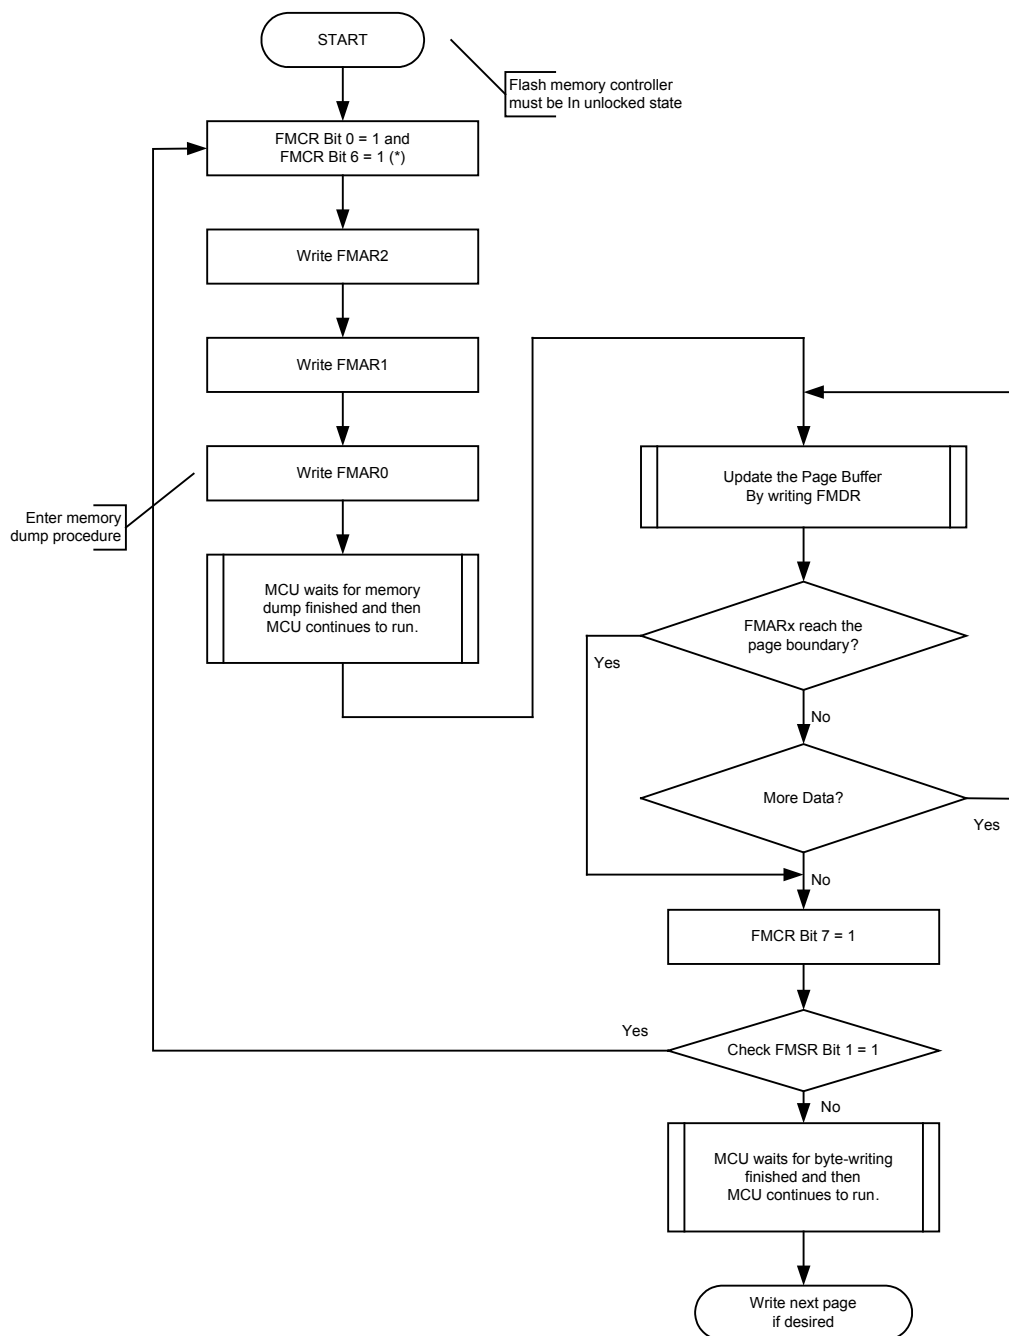 START
Flash memory controller
must be In unlocked state
FMCR Bit 0 = 1 and
FMCR Bit 6 = 1 (*)
Write FMAR2
Write FMAR1
Write FMAR0
Enter memory
dump procedure
MCU waits for memory
dump finished and then
MCU continues to run.
Update the Page Buffer
By writing FMDR
FMARx reach the
page boundary?
Yes
No
More Data?
Yes
No
FMCR Bit 7 = 1
Yes
Check FMSR Bit 1 = 1
No
MCU waits for byte-writing
finished and then
MCU continues to run.
Write next page
if desired